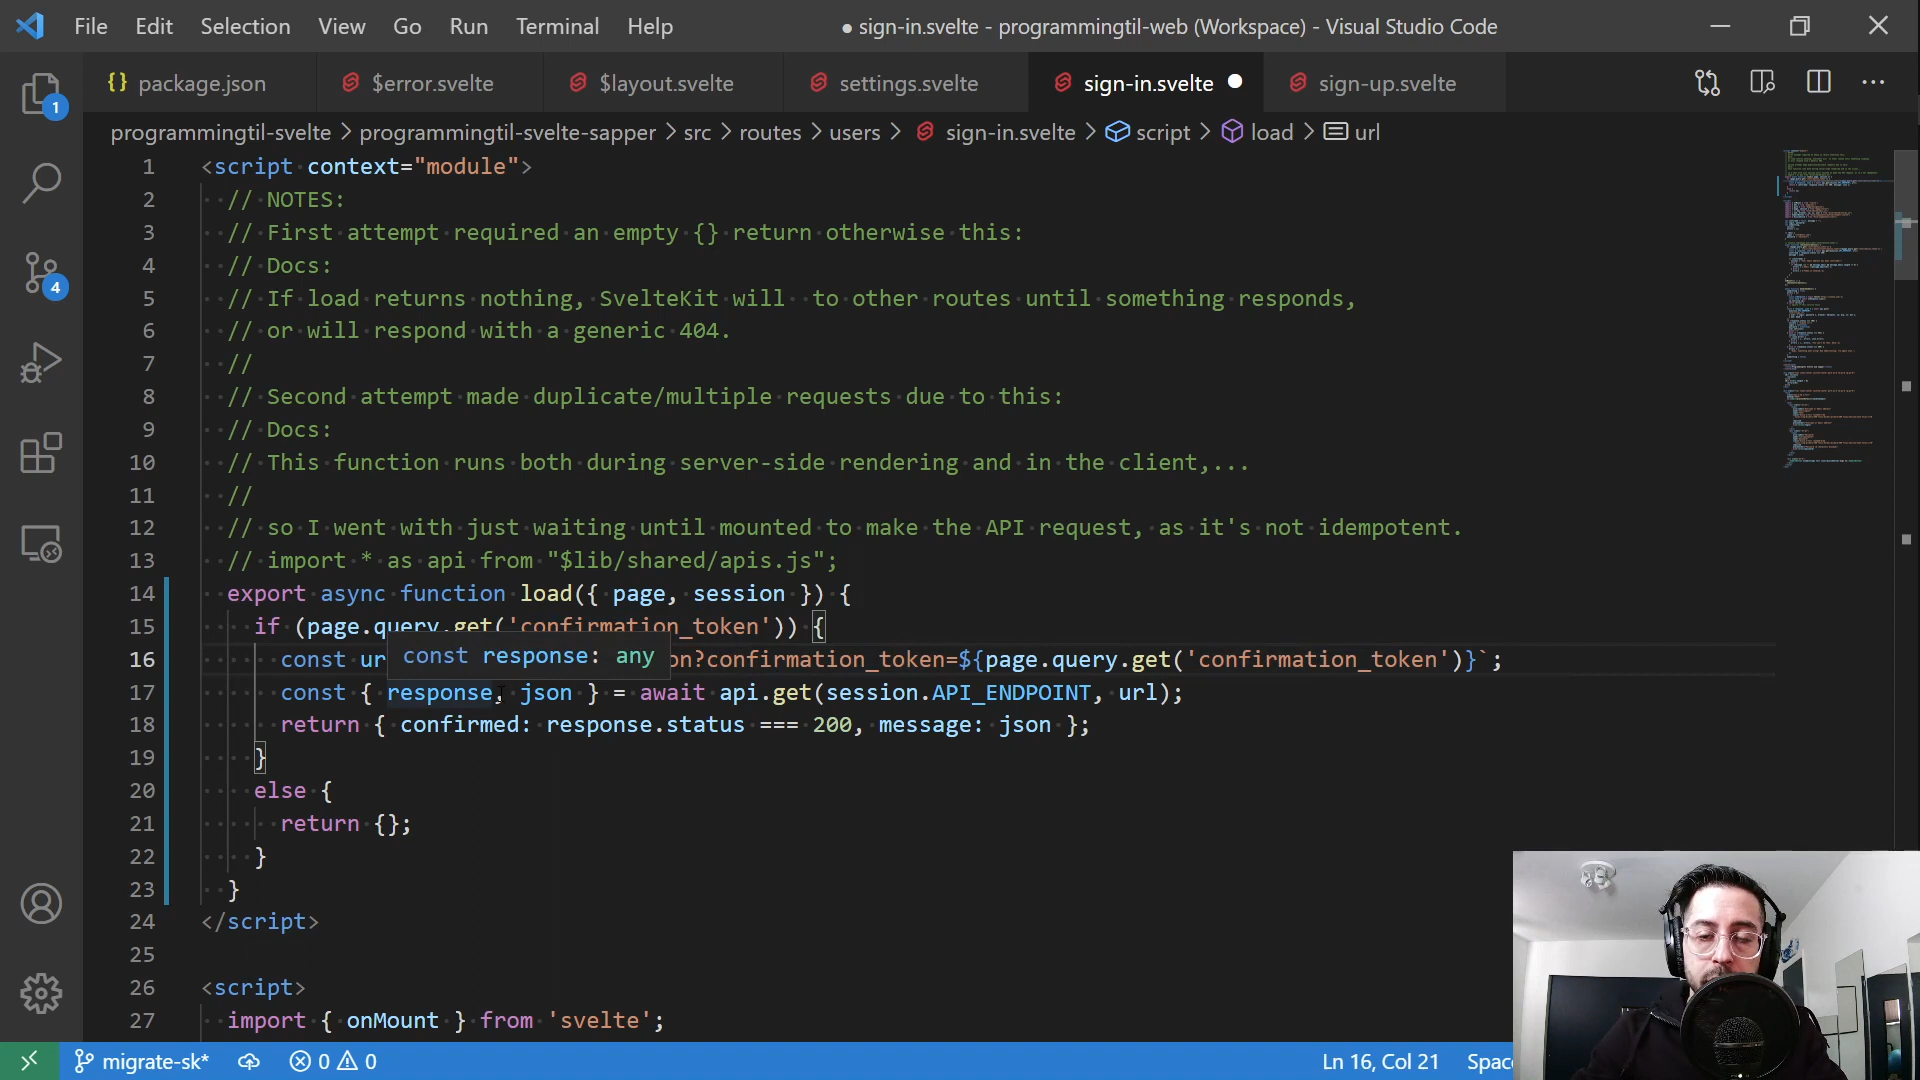 File Edit Selection View Go Run Terminal Help ● sign-in.svelte - programmingtil-web (Workspace) - Visual Studio Code
{} package.json $error.svelte $layout.svelte settings.svelte sign-in.svelte ● sign-up.svelte ···
programmingtil-svelte > programmingtil-svelte-sapper > src > routes > users > sign-in.svelte > script > load > url
1 <script context="module">
2 // NOTES:
3 // First attempt required an empty {} return otherwise this:
4 // Docs:
5 // If load returns nothing, SvelteKit will  to other routes until something responds,
6 // or will respond with a generic 404.
7 //
8 // Second attempt made duplicate/multiple requests due to this:
9 // Docs:
10 // This function runs both during server-side rendering and in the client,...
11 //
12 // so I went with just waiting until mounted to make the API request, as it's not idempotent.
13 // import * as api from "$lib/shared/apis.js";
14 export async function load({ page, session }) {
15 if (page.query.get('confirmation_token')) {
const response: any
16 const ur on?confirmation_token=${page.query.get('confirmation_token')}`;
17 const { response, json } = await api.get(session.API_ENDPOINT, url);
18 return { confirmed: response.status === 200, message: json };
19 }
20 else {
21 return {};
22 }
23 }
24 </script>
25
26 <script>
27 import { onMount } from 'svelte';
1
4
migrate-sk* 0 0 Ln 16, Col 21